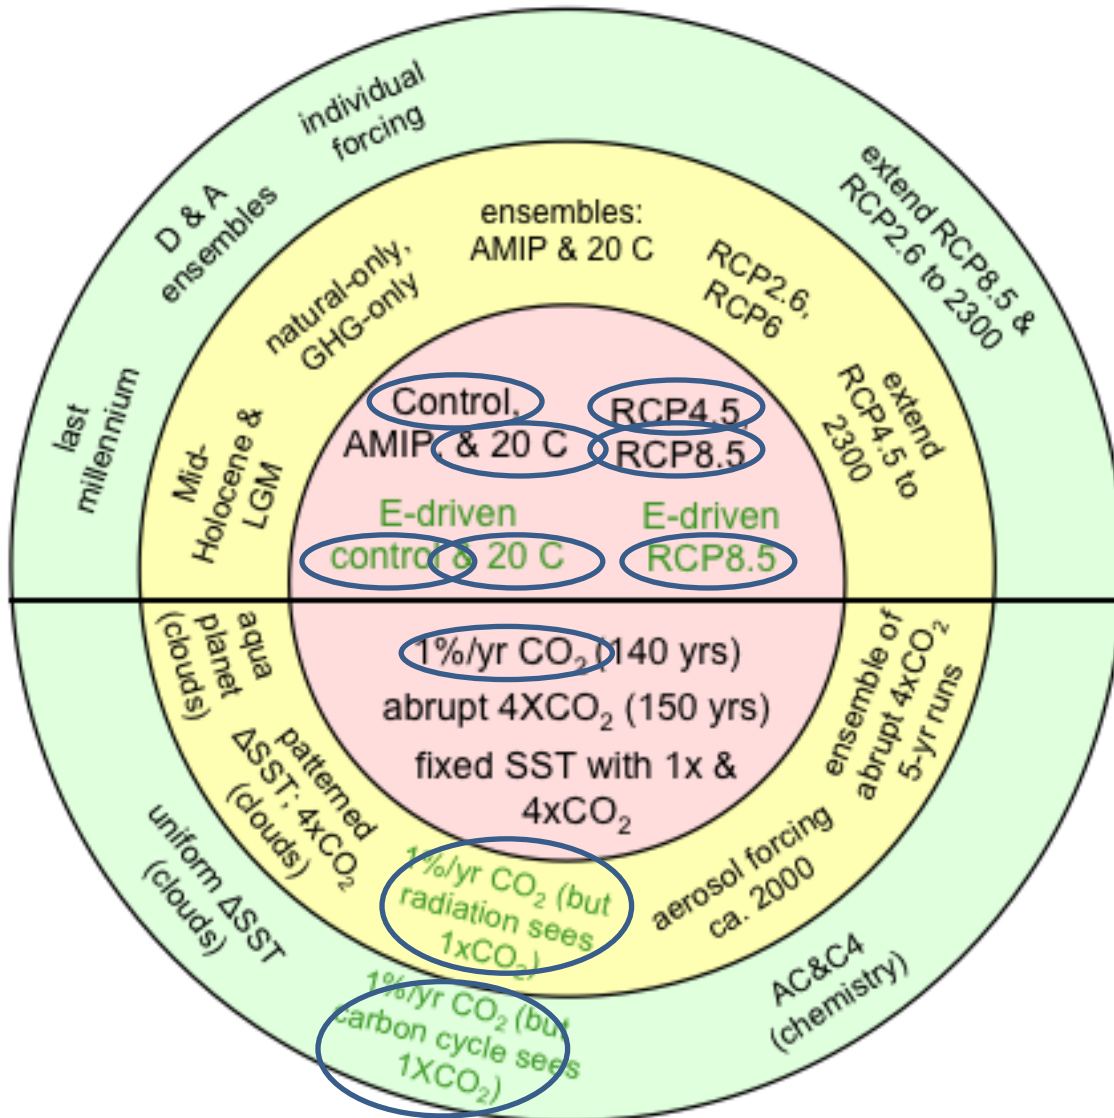 individual
forcing
D & A
ensembles
last
millennium
extend RCP8.5 &
RCP2.6 to 2300
ensembles:
AMIP & 20 C
natural-only,
GHG-only
RCP2.6,
RCP6
Mid-
Holocene &
LGM
extend
RCP4.5 to
2300
Control,
AMIP, & 20 C
RCP4.5,
RCP8.5
E-driven
control & 20 C
E-driven
RCP8.5
1%/yr CO₂ (140 yrs)
abrupt 4XCO₂ (150 yrs)
fixed SST with 1x &
4xCO₂
aqua
planet
(clouds)
patterned
ΔSST; 4xCO₂
(clouds)
1%/yr CO₂ (but
radiation sees
1xCO₂)
aerosol forcing
ca. 2000
ensemble of
abrupt 4xCO₂
5-yr runs
uniform ΔSST
(clouds)
1%/yr CO₂ (but
carbon cycle sees
1XCO₂)
AC&C4
(chemistry)